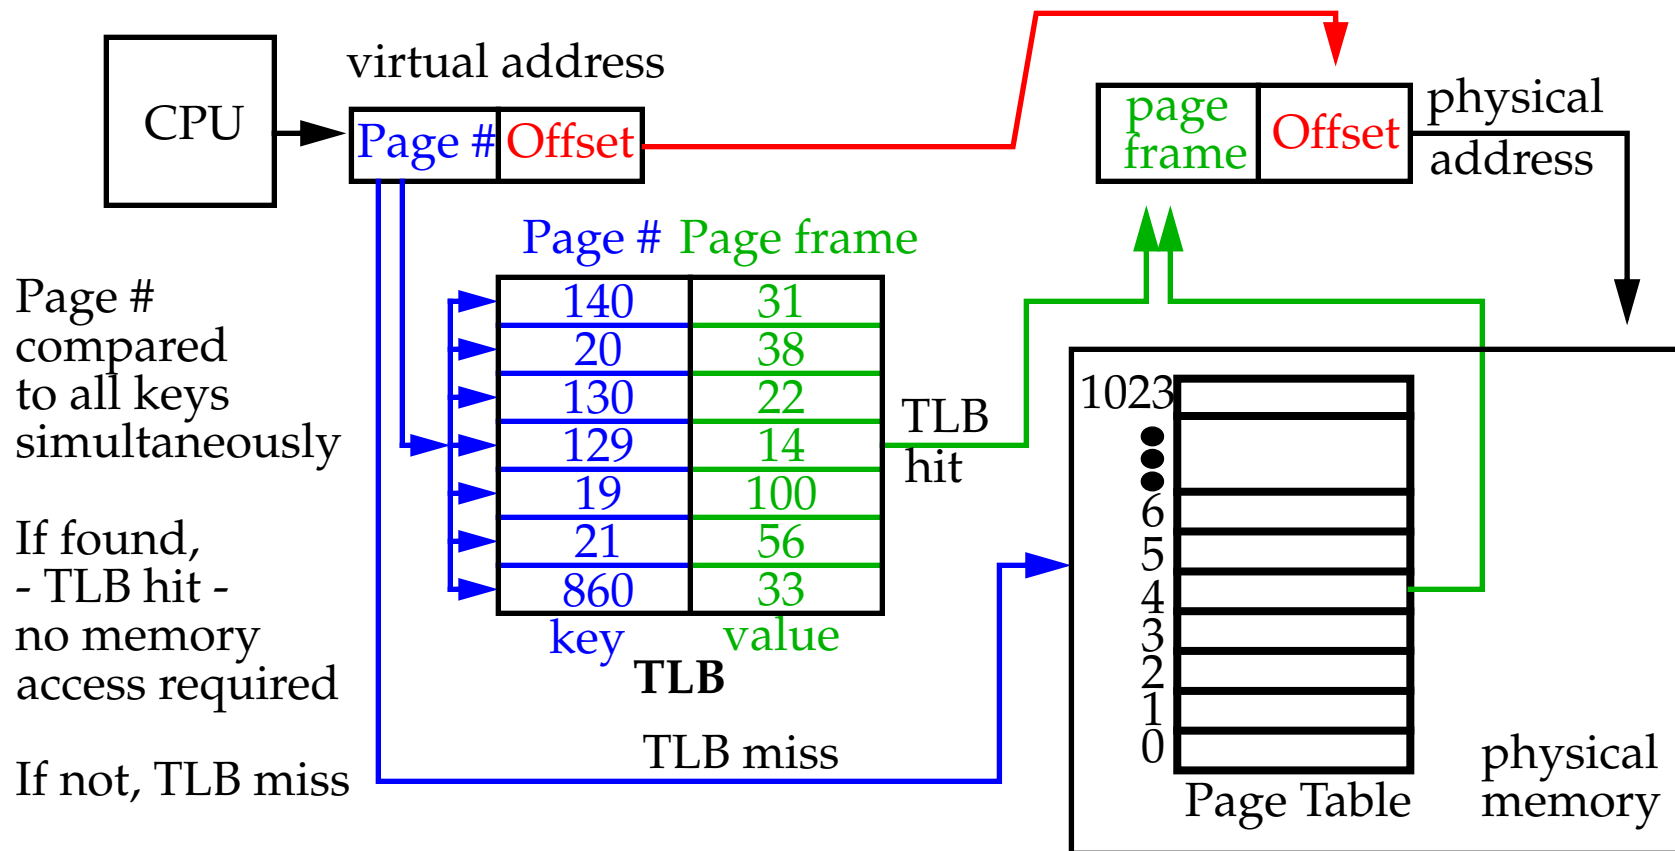 CPU
virtual address
Page # Offset
page
frame
Offset
physical
address
Page # Page frame
140 31
20 38
130 22
129 14
19 100
21 56
860 33
key value
TLB
Page #
compared
to all keys
simultaneously
If found,
- TLB hit -
no memory
access required
If not, TLB miss
TLB
hit
TLB miss
1023
6
5
4
3
2
1
0
Page Table
physical
memory